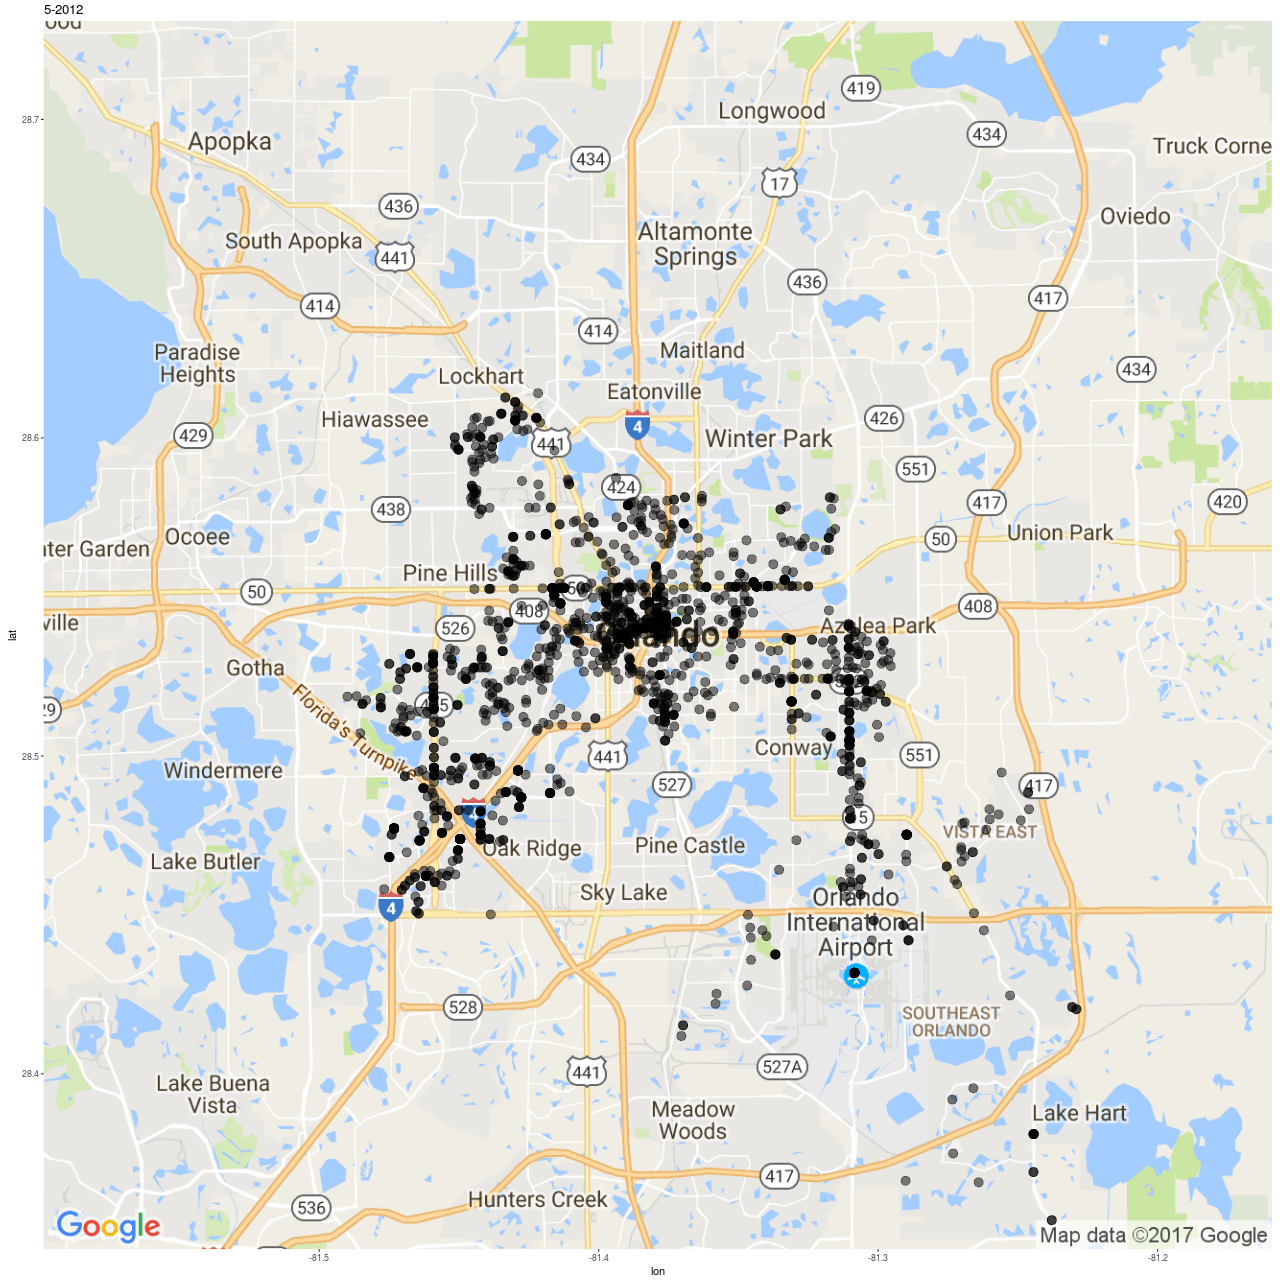 5-2012
ood
Longwood
419
434
Apopka
434
Truck Corne
17
436
Oviedo
South Apopka
441
Altamonte
Springs
436
417
414
414
Paradise
Heights
Maitland
434
Lockhart
Eatonville
Hiawassee
4
426
429
441
Winter Park
551
424
438
417
420
Ocoee
50
Union Park
ater Garden
Pine Hills
50
50
408
408
ville
526
Orlando
Azalea Park
Gotha
29
Florida's Turnpike
435
Windermere
441
Conway
551
527
417
15
VISTA EAST
Lake Butler
Oak Ridge
Pine Castle
Sky Lake
4
Orlando
International
Airport
528
SOUTHEAST
ORLANDO
441
527A
Lake Buena
Vista
Meadow
Woods
Lake Hart
417
Hunters Creek
536
Google
Map data ©2017 Google
28.7
28.6
28.5
28.4
lat
-81.5
-81.4
-81.3
-81.2
lon